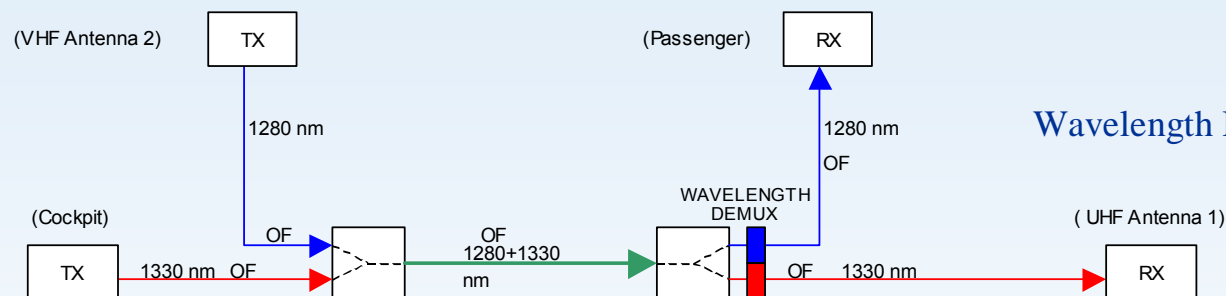 (VHF Antenna 2)
TX
(Passenger)
RX
1280 nm
1280 nm
OF
Wavelength
WAVELENGTH
DEMUX
(Cockpit)
( UHF Antenna 1)
OF
OF
1280+1330
nm
TX
1330 nm OF
OF 1330 nm
RX